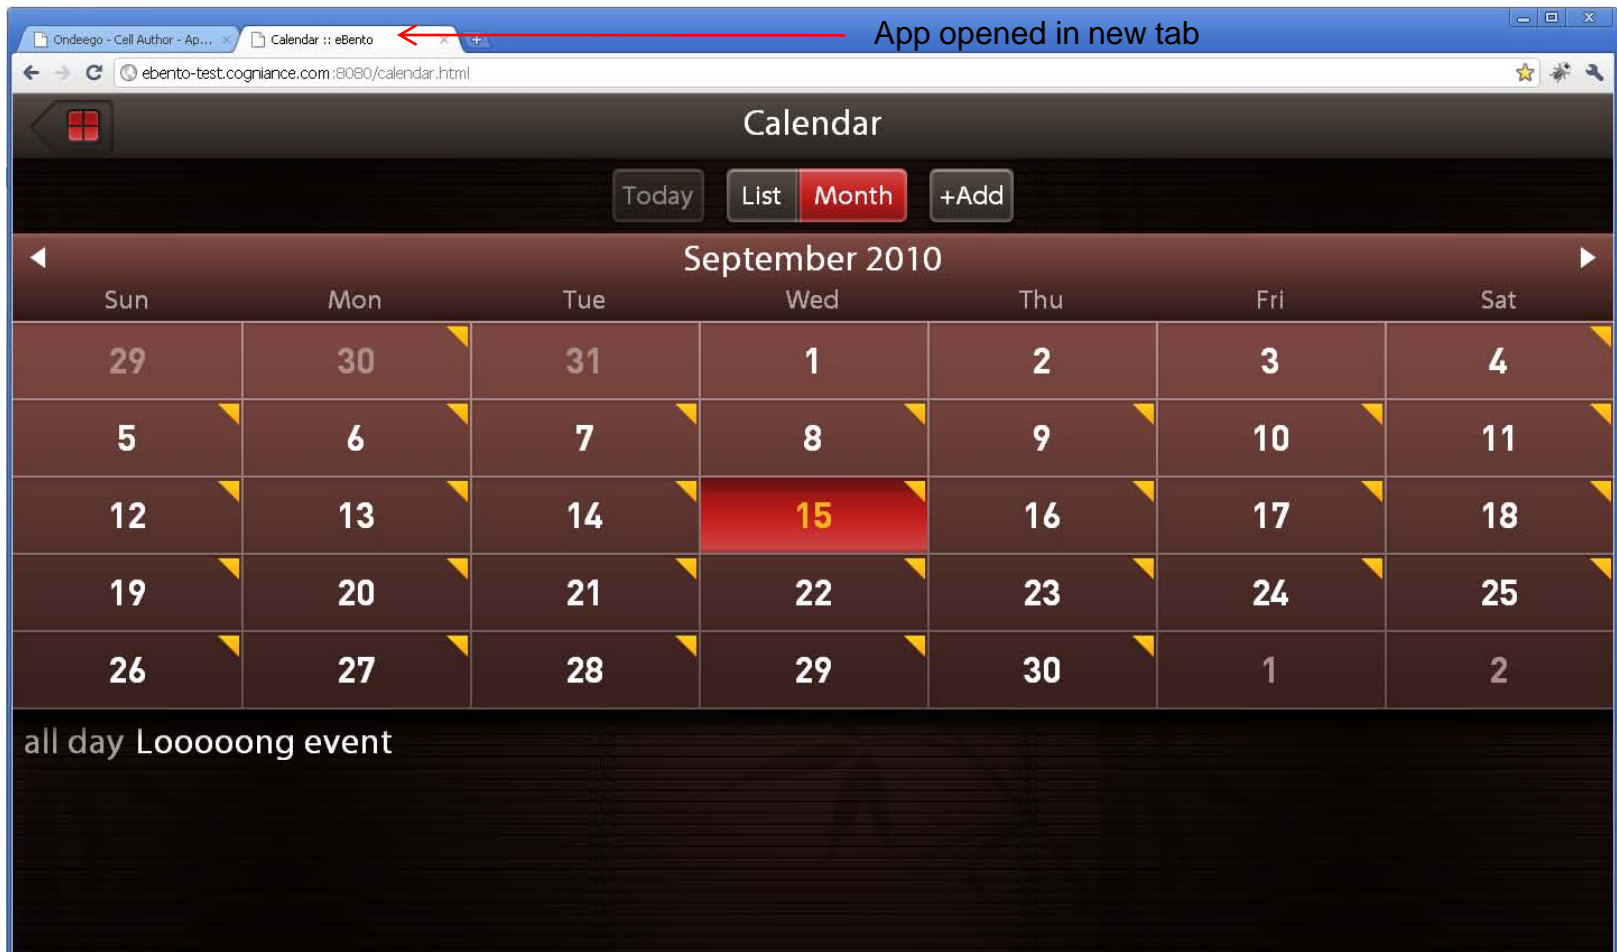 Ondeego - Cell Author - Ap... Calendar :: eBento App opened in new tab
ebento-test.cogniance.com:8080/calendar.html
Calendar
Today List Month +Add
September 2010
Sun Mon Tue Wed Thu Fri Sat
29 30 31 1 2 3 4
5 6 7 8 9 10 11
12 13 14 15 16 17 18
19 20 21 22 23 24 25
26 27 28 29 30 1 2
all day Looooong event